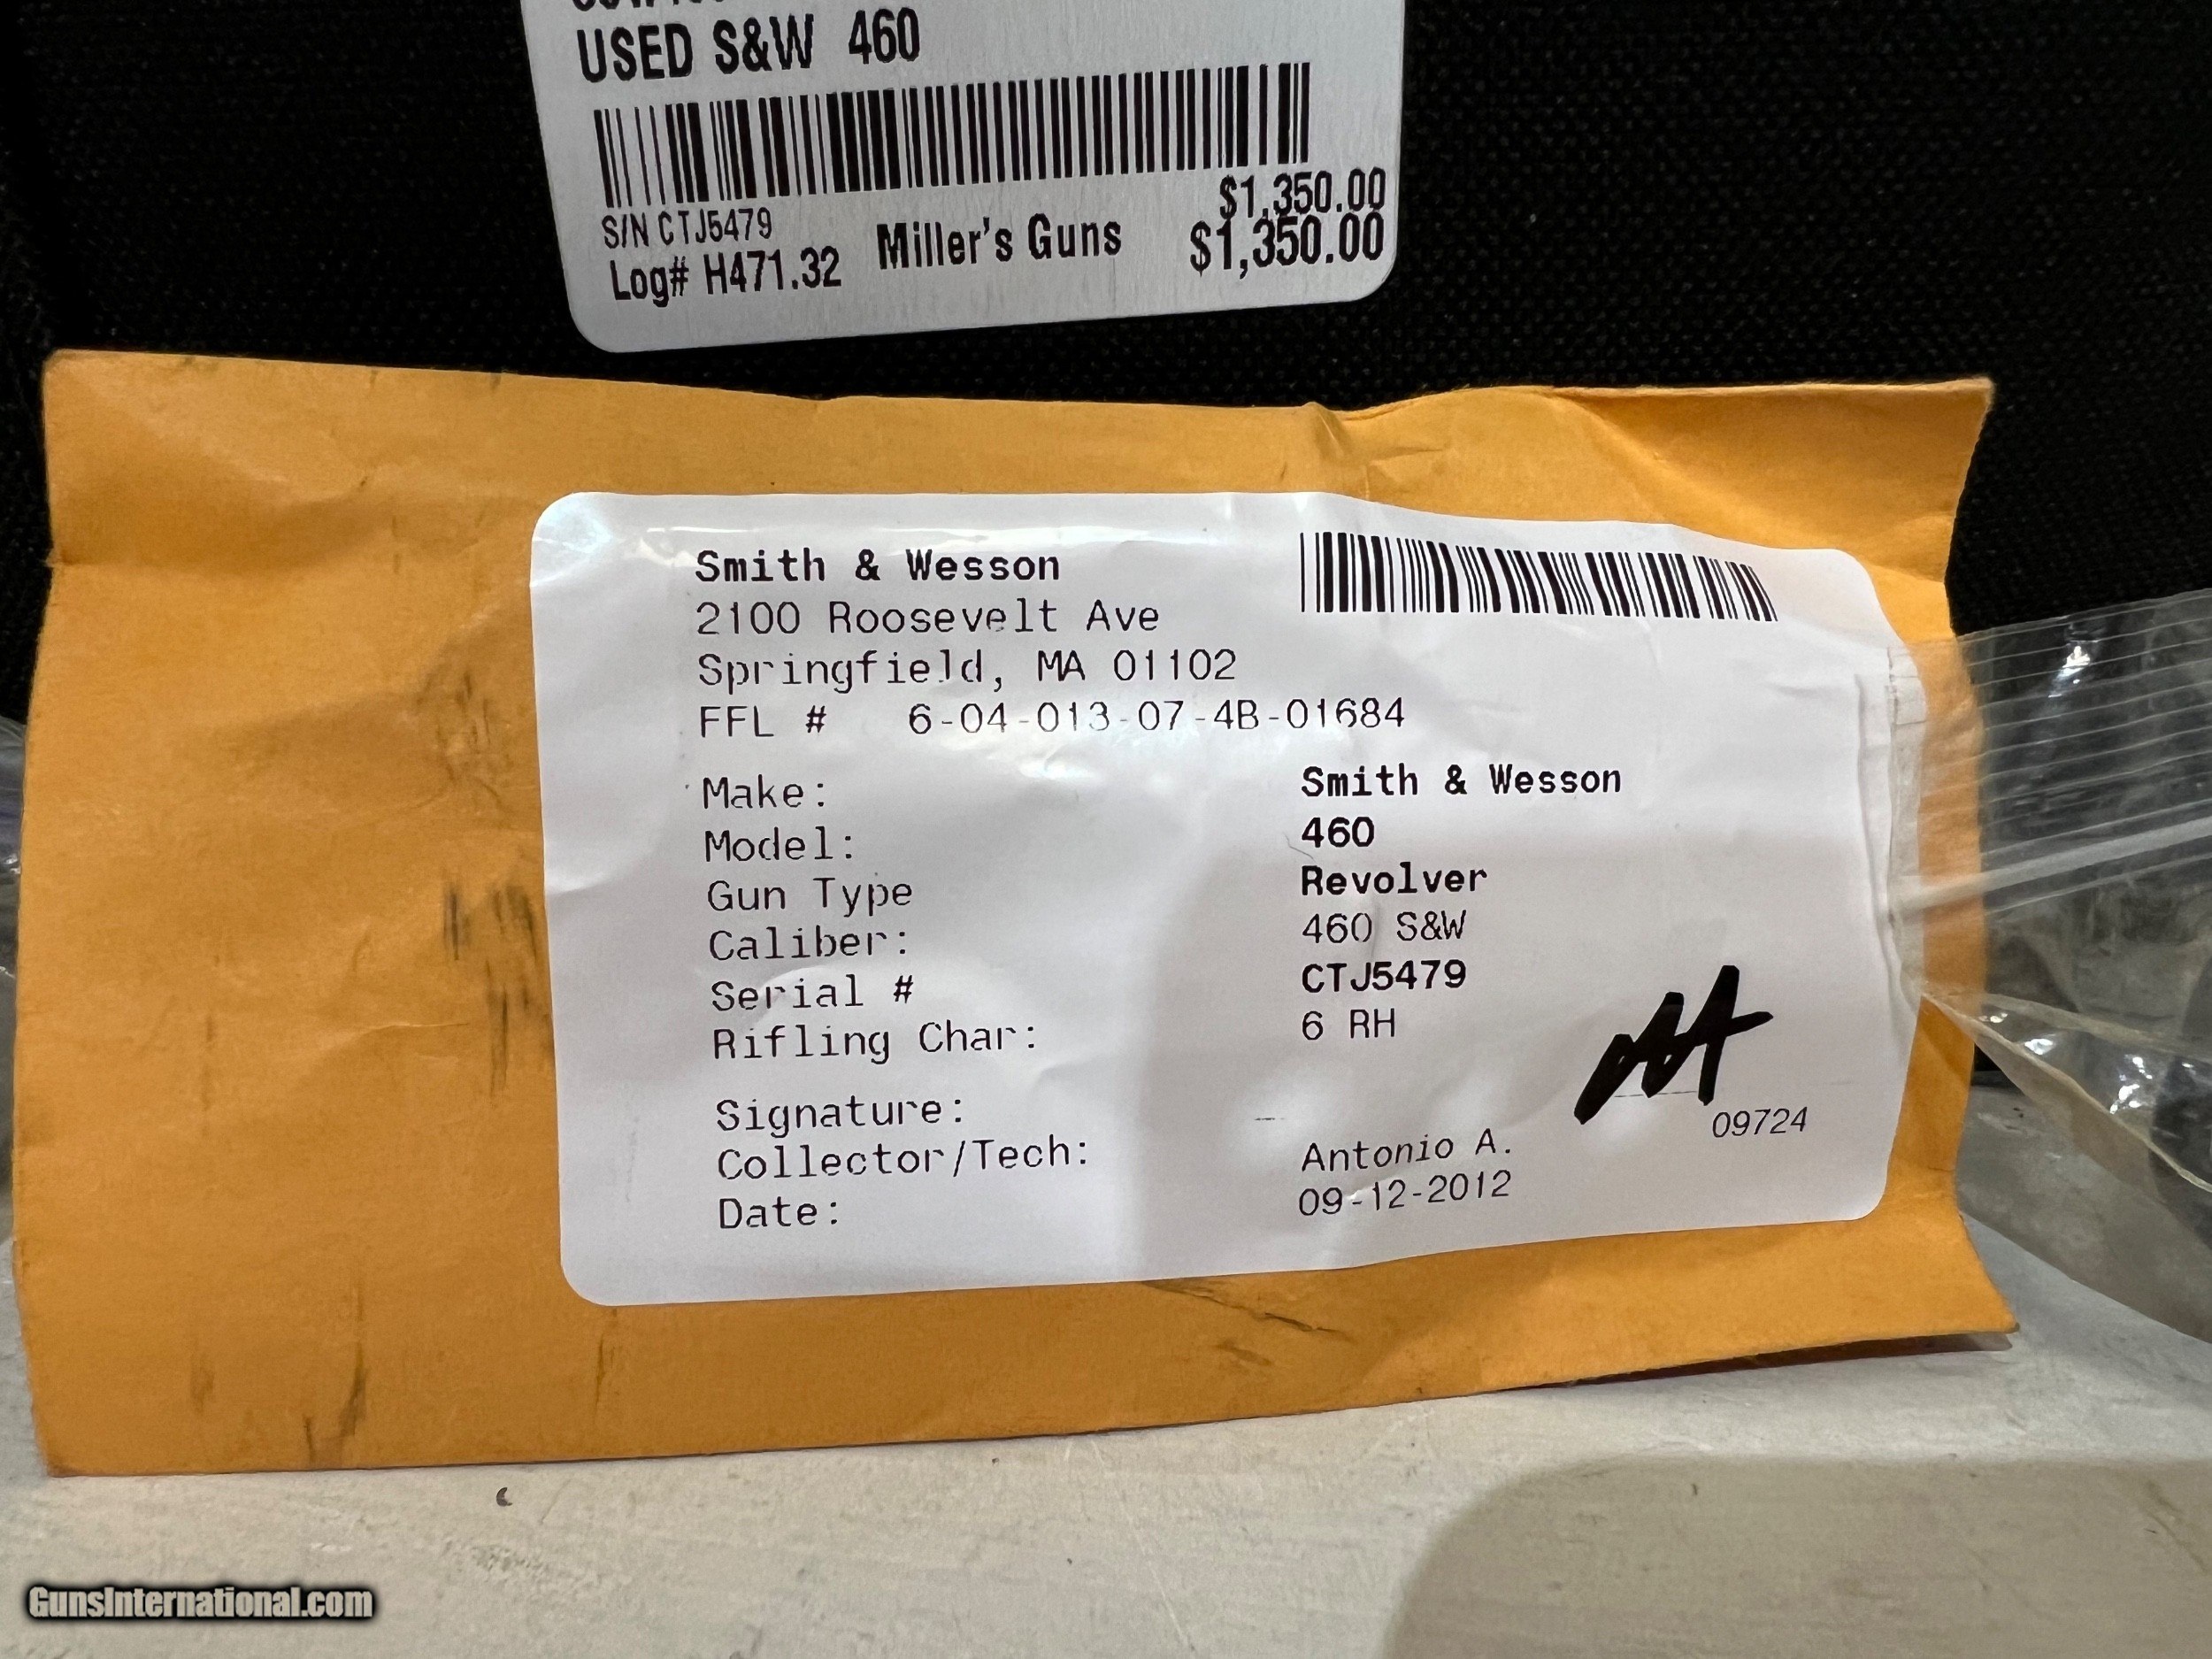 USED S&W 460
S/N CTJ5479
$1,350.00
Log# H471.32
Miller's Guns
$1,350.00
Smith & Wesson
2100 Roosevelt Ave
Springfield, MA 01102
FFL # 6-04-013-07-4B-01684
Make: Smith & Wesson
Model: 460
Gun Type Revolver
Caliber: 460 S&W
Serial # CTJ5479
Rifling Char: 6 RH
Signature:
09724
Collector/Tech: Antonio A.
Date: 09-12-2012
GunsInternational.com